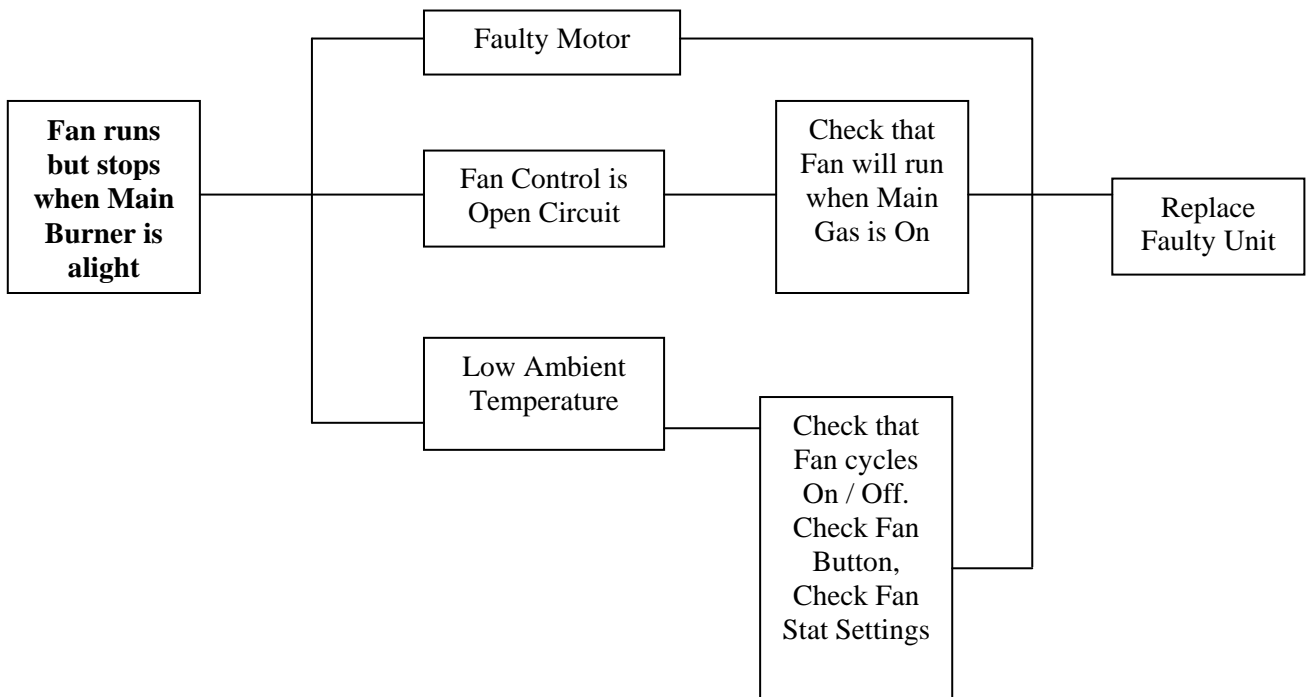 Fan runs
but stops
when Main
Burner is
alight
Faulty Motor
Fan Control is
Open Circuit
Check that
Fan will run
when Main
Gas is On
Replace
Faulty Unit
Low Ambient
Temperature
Check that
Fan cycles
On / Off.
Check Fan
Button,
Check Fan
Stat Settings